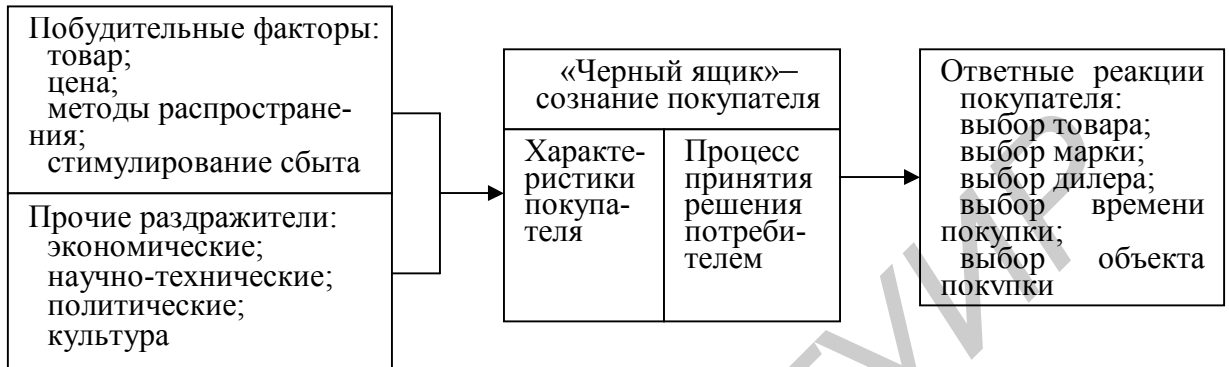 Побудительные факторы:
товар;
цена;
методы распростране-
ния;
стимулирование сбыта
Прочие раздражители:
экономические;
научно-технические;
политические;
культура
«Черный ящик»–
сознание покупателя
Характе-
ристики
покупа-
теля
Процесс
принятия
решения
потреби-
телем
Ответные реакции
покупателя:
выбор товара;
выбор марки;
выбор дилера;
выбор времени
покупки;
выбор объекта
покупки
УИР